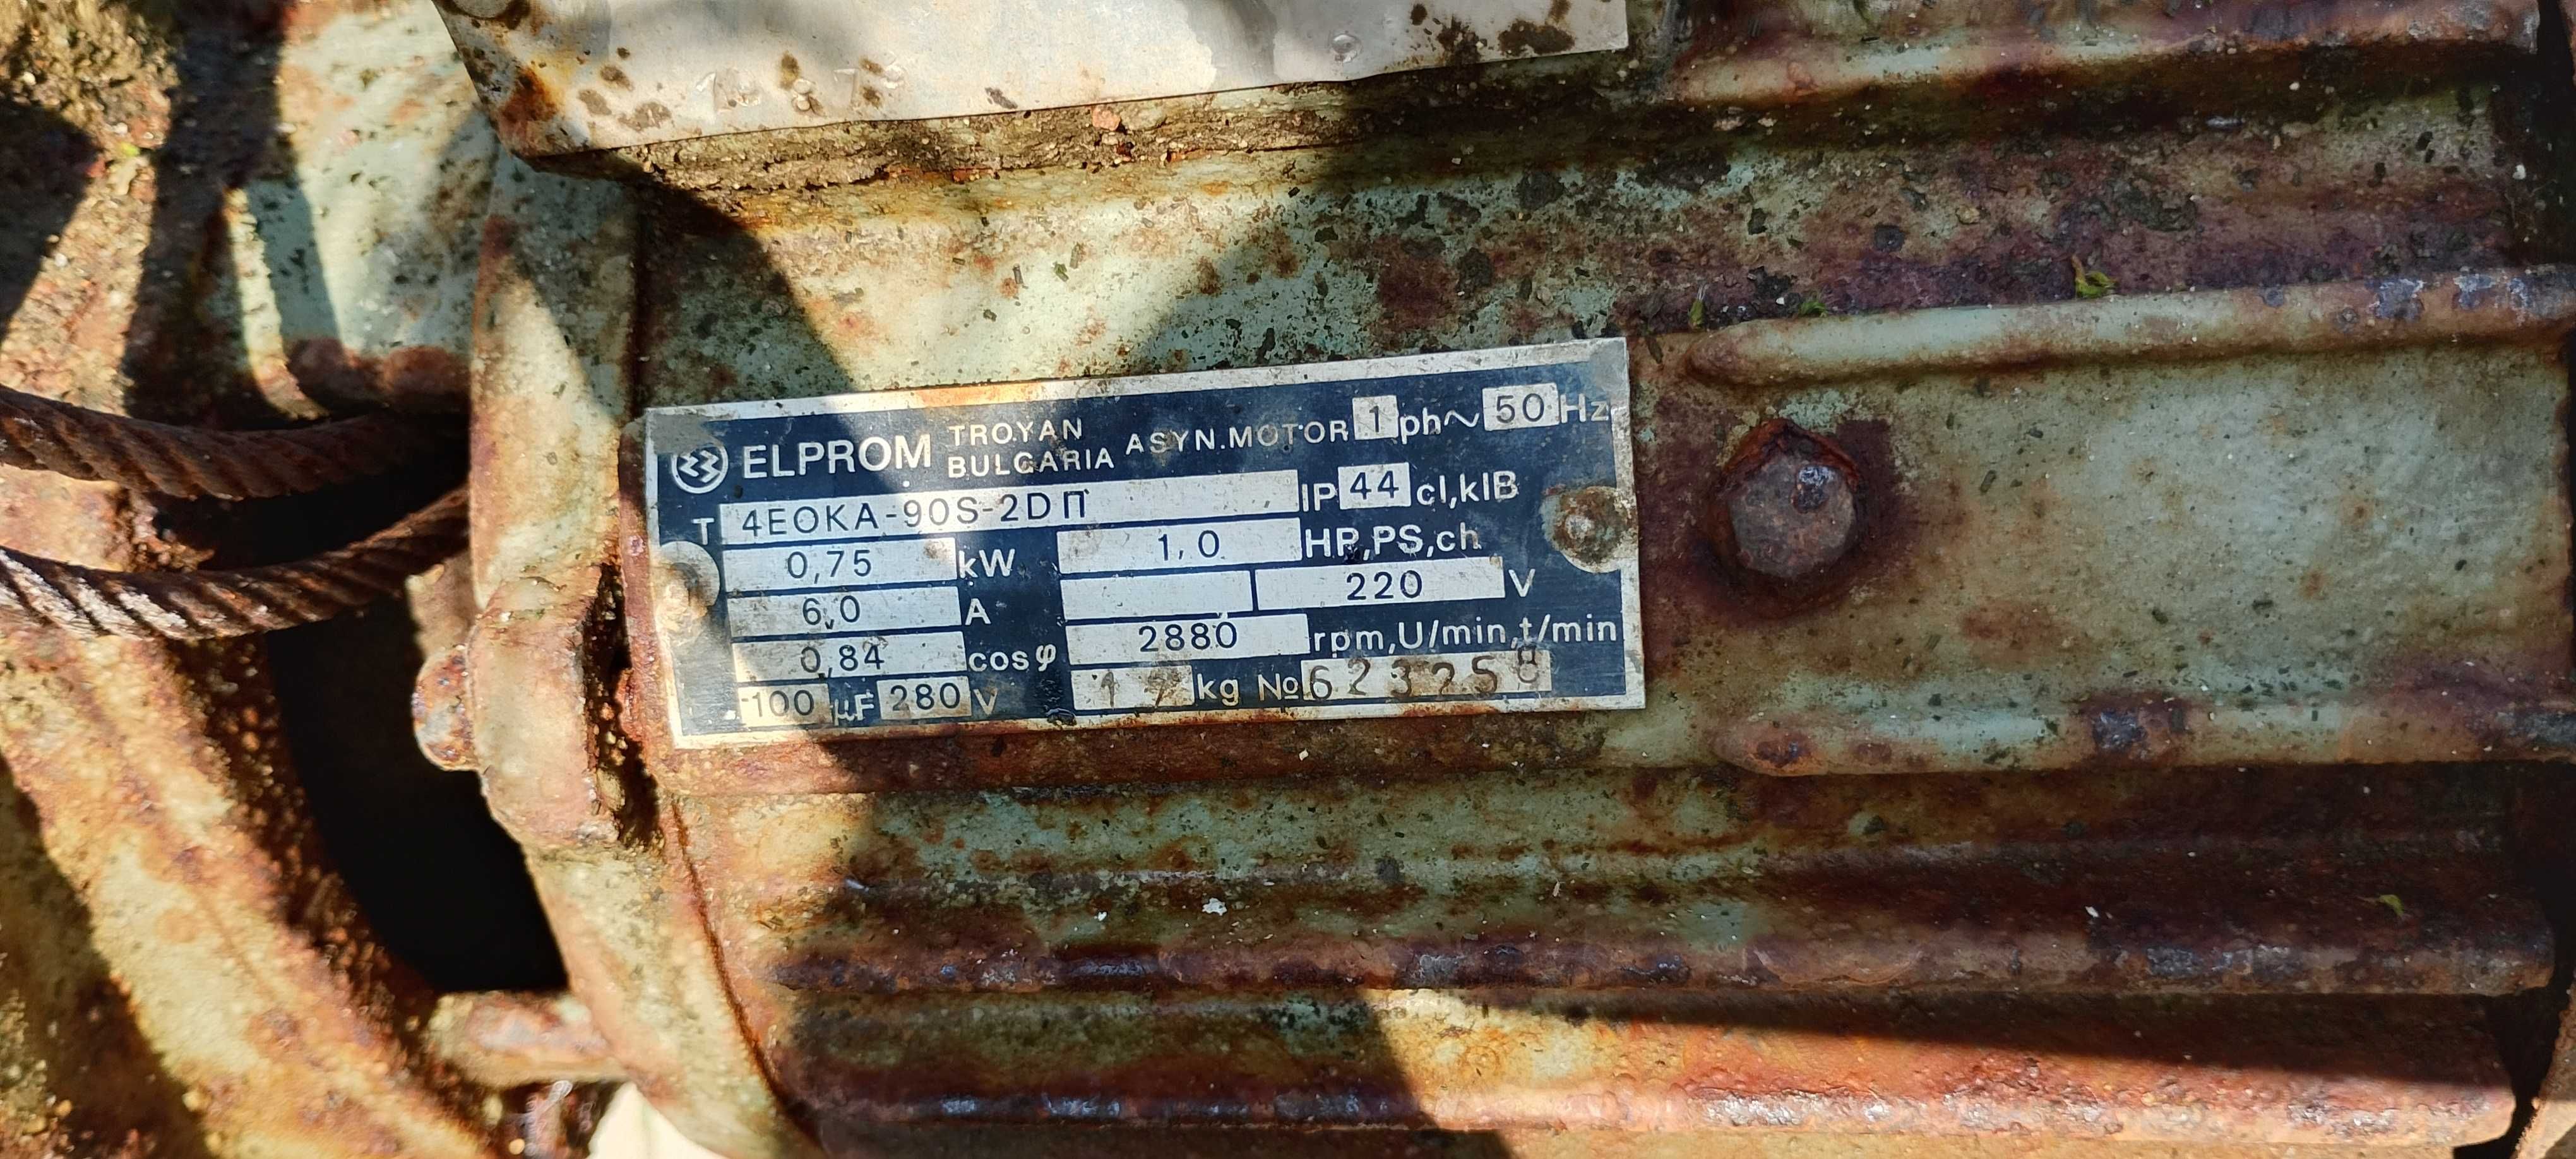 ELPROM TROYAN BULGARIA ASYN.MOTOR 1 ph~ 50 Hz
T 4EOKA-90S-2DП IP 44 cl,klB
0,75 kW 1,0 HP,PS,ch
6,0 A 220 V
0,84 cosφ 2880 rpm,U/min,t/min
100 µF 280 V kg №623258